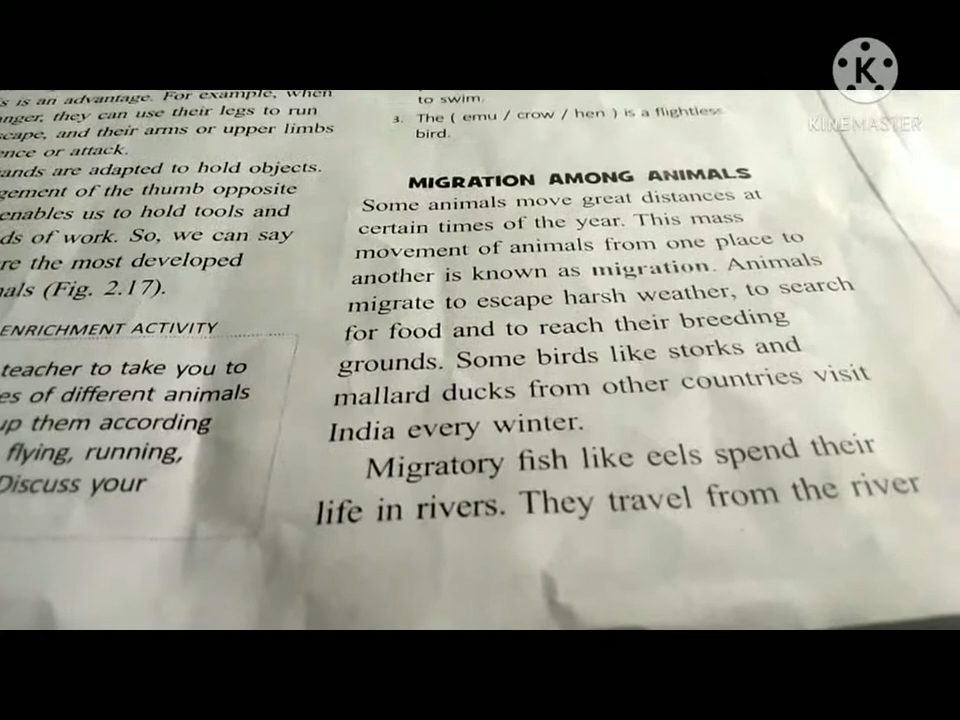 s is an advantage. For example, when
nger, they can use their legs to run
scape, and their arms or upper limbs
ence or attack.
ands are adapted to hold objects.
gement of the thumb opposite
enables us to hold tools and
ds of work. So, we can say
re the most developed
als (Fig. 2.17).
ENRICHMENT ACTIVITY
teacher to take you to
es of different animals
up them according
flying, running,
Discuss your
to swim.
3. The ( emu / crow / hen ) is a flightless
bird.
MIGRATION AMONG ANIMALS
Some animals move great distances at
certain times of the year. This mass
movement of animals from one place to
another is known as migration. Animals
migrate to escape harsh weather, to search
for food and to reach their breeding
grounds. Some birds like storks and
mallard ducks from other countries visit
India every winter.
Migratory fish like eels spend their
life in rivers. They travel from the river
K
KINEMASTER